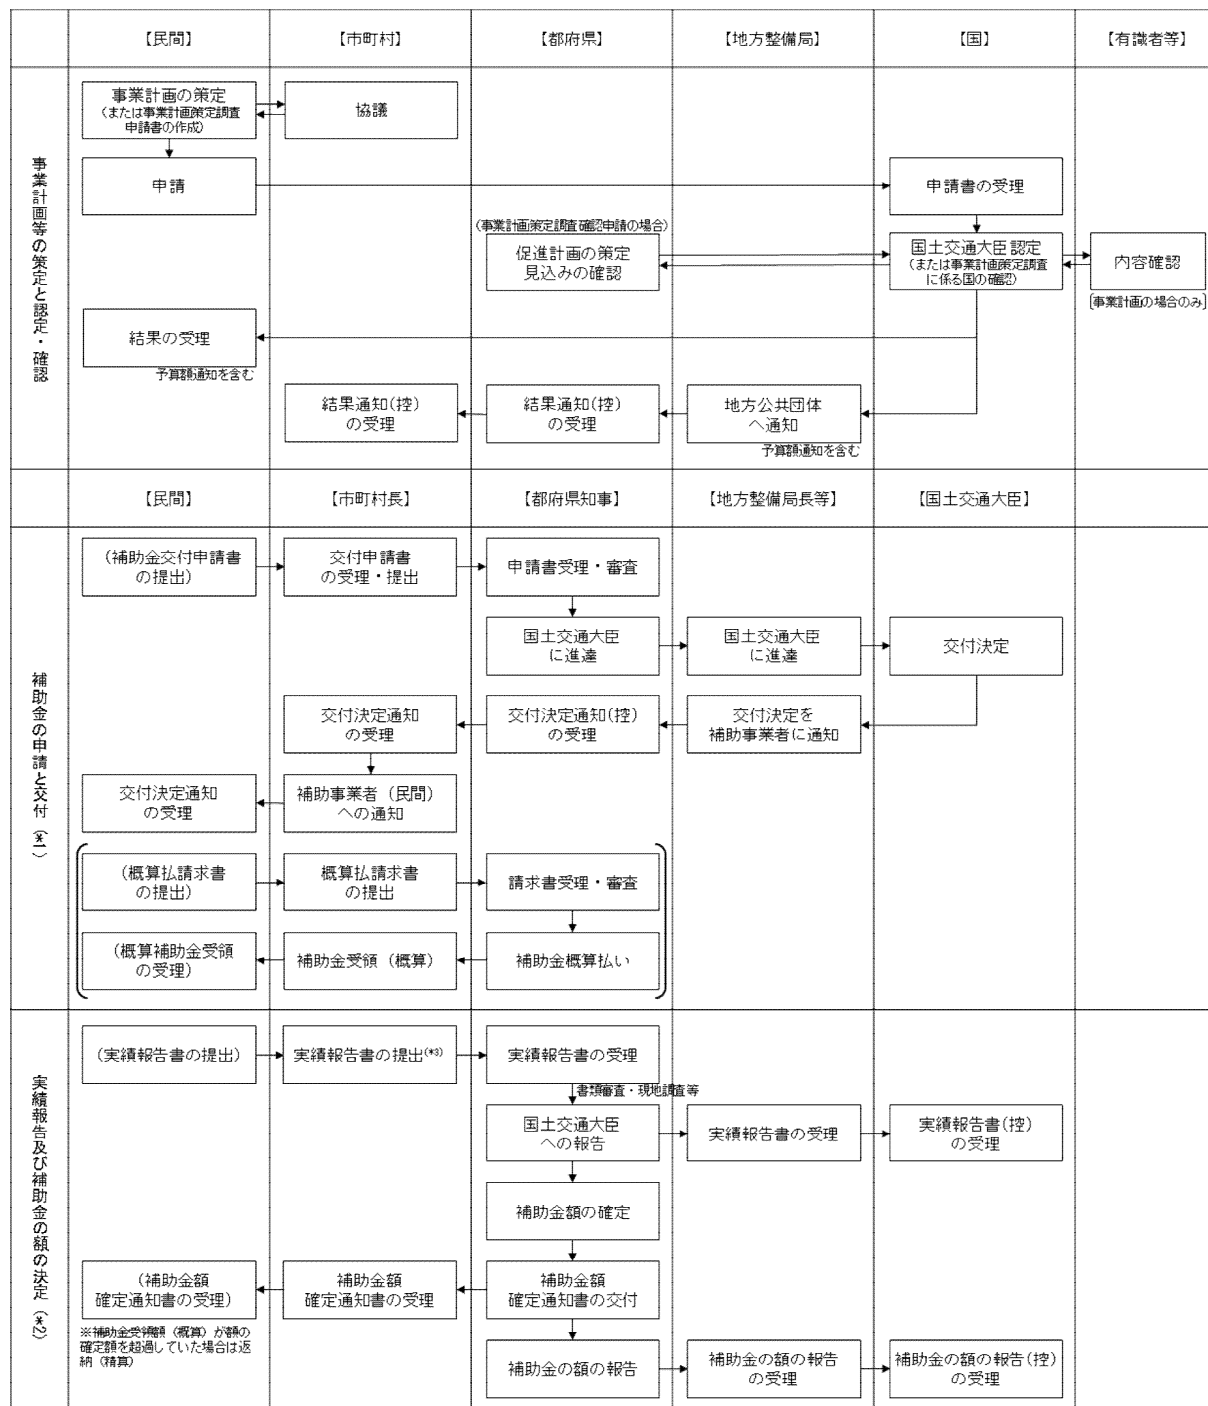 【民間】
【市町村】
【都府県】
【地方整備局】
【国】
【有識者等】
事業計画等の策定と認定・確認
事業計画の策定
（または事業計画策定調査
申請書の作成）
協議
申請
申請書の受理
（事業計画策定調査確認申請の場合）
促進計画の策定
見込みの確認
国土交通大臣認定
（または事業計画策定調査
に係る国の確認）
内容確認
［事業計画の場合のみ］
結果の受理
予算額通知を含む
結果通知(控)
の受理
結果通知(控)
の受理
地方公共団体
へ通知
予算額通知を含む
【民間】
【市町村長】
【都府県知事】
【地方整備局長等】
【国土交通大臣】
補助金の申請と交付（*1）
（補助金交付申請書
の提出）
交付申請書
の受理・提出
申請書受理・審査
国土交通大臣
に進達
国土交通大臣
に進達
交付決定
交付決定通知
の受理
交付決定通知(控)
の受理
交付決定を
補助事業者に通知
交付決定通知
の受理
補助事業者（民間）
への通知
（概算払請求書
の提出）
概算払請求書
の提出
請求書受理・審査
（概算補助金受領
の受理）
補助金受領（概算）
補助金概算払い
実績報告及び補助金の額の決定（*2）
（実績報告書の提出）
実績報告書の提出(*3)
実績報告書の受理
書類審査・現地調査等
国土交通大臣
への報告
実績報告書の受理
実績報告書(控)
の受理
補助金額の確定
（補助金額
確定通知書の受理）
補助金額
確定通知書の受理
補助金額
確定通知書の交付
※補助金受領額（概算）が額の
確定額を超過していた場合は返
納（精算）
補助金の額の報告
補助金の額の報告
の受理
補助金の額の報告(控)
の受理